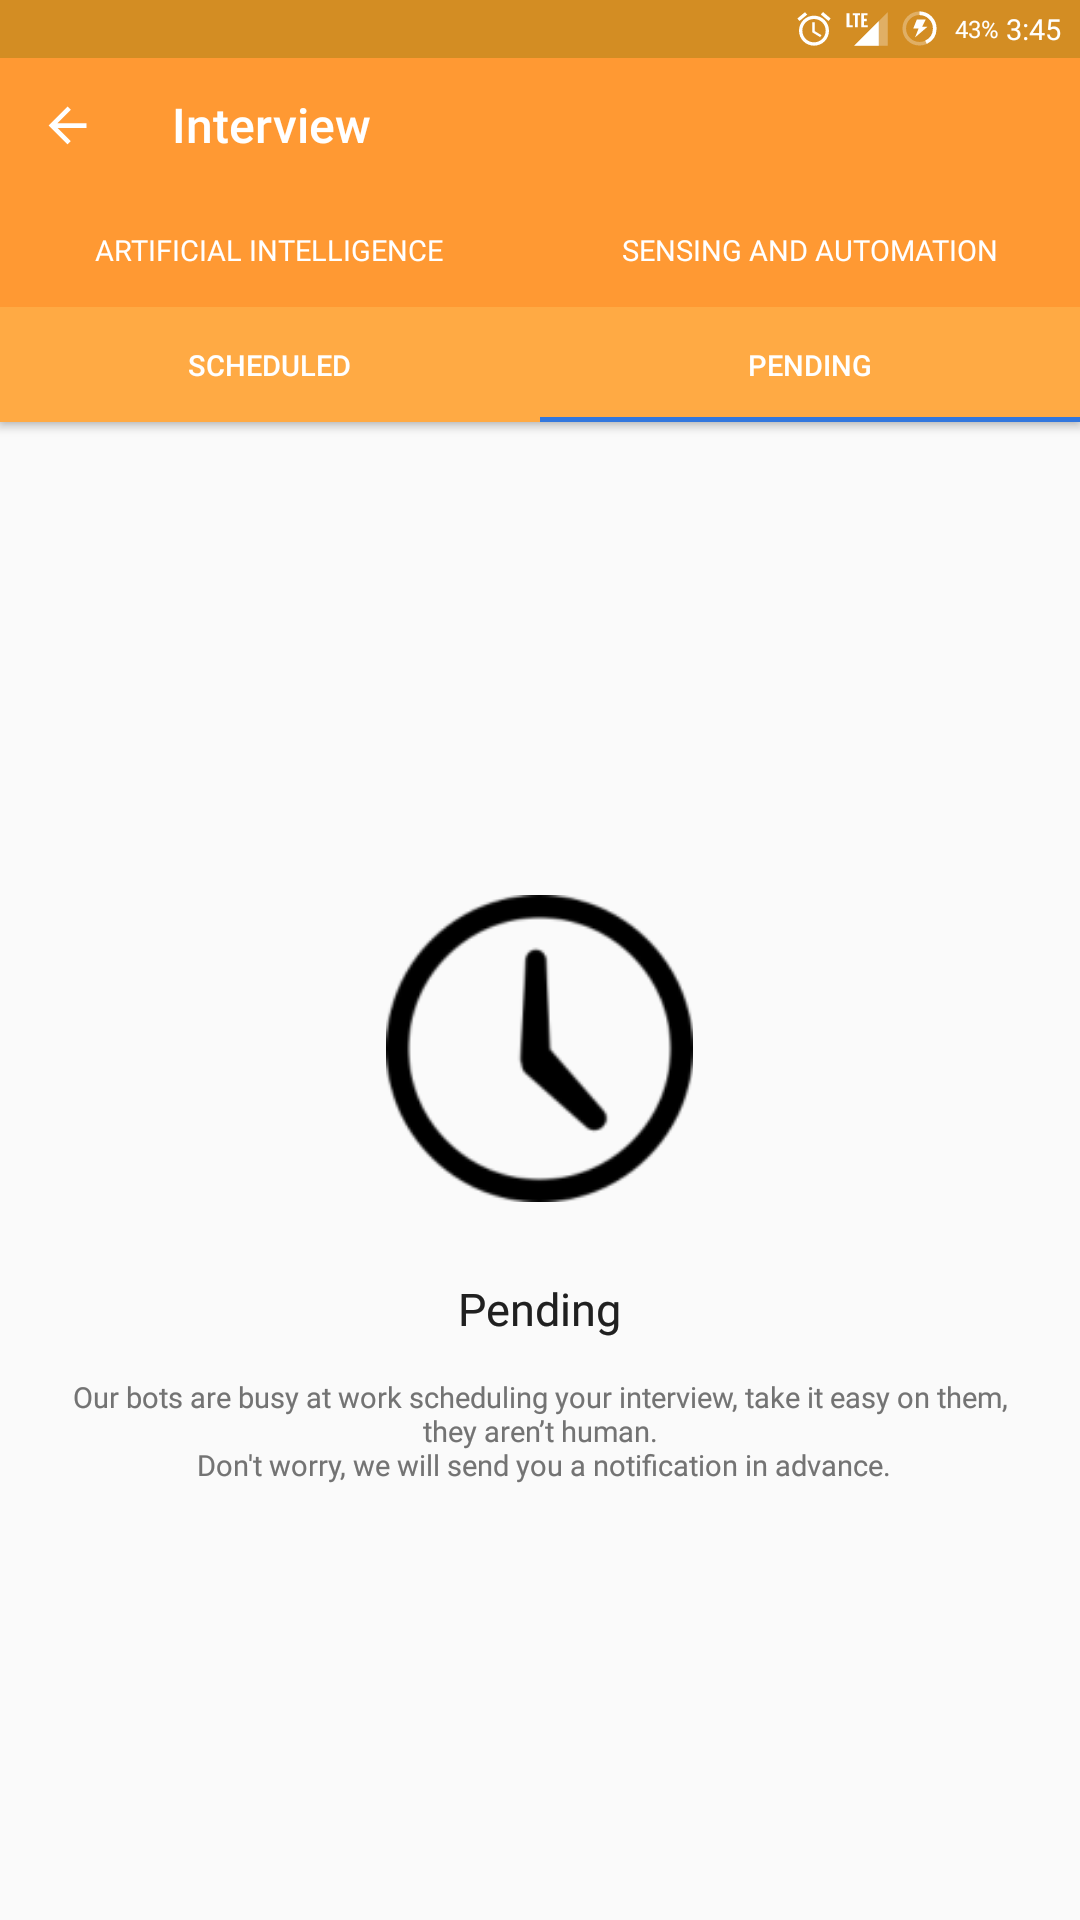 LTE 43% 3:45
Interview
ARTIFICIAL INTELLIGENCE SENSING AND AUTOMATION
SCHEDULED PENDING
Pending
Our bots are busy at work scheduling your interview, take it easy on them,
they aren’t human.
Don't worry, we will send you a notification in advance.